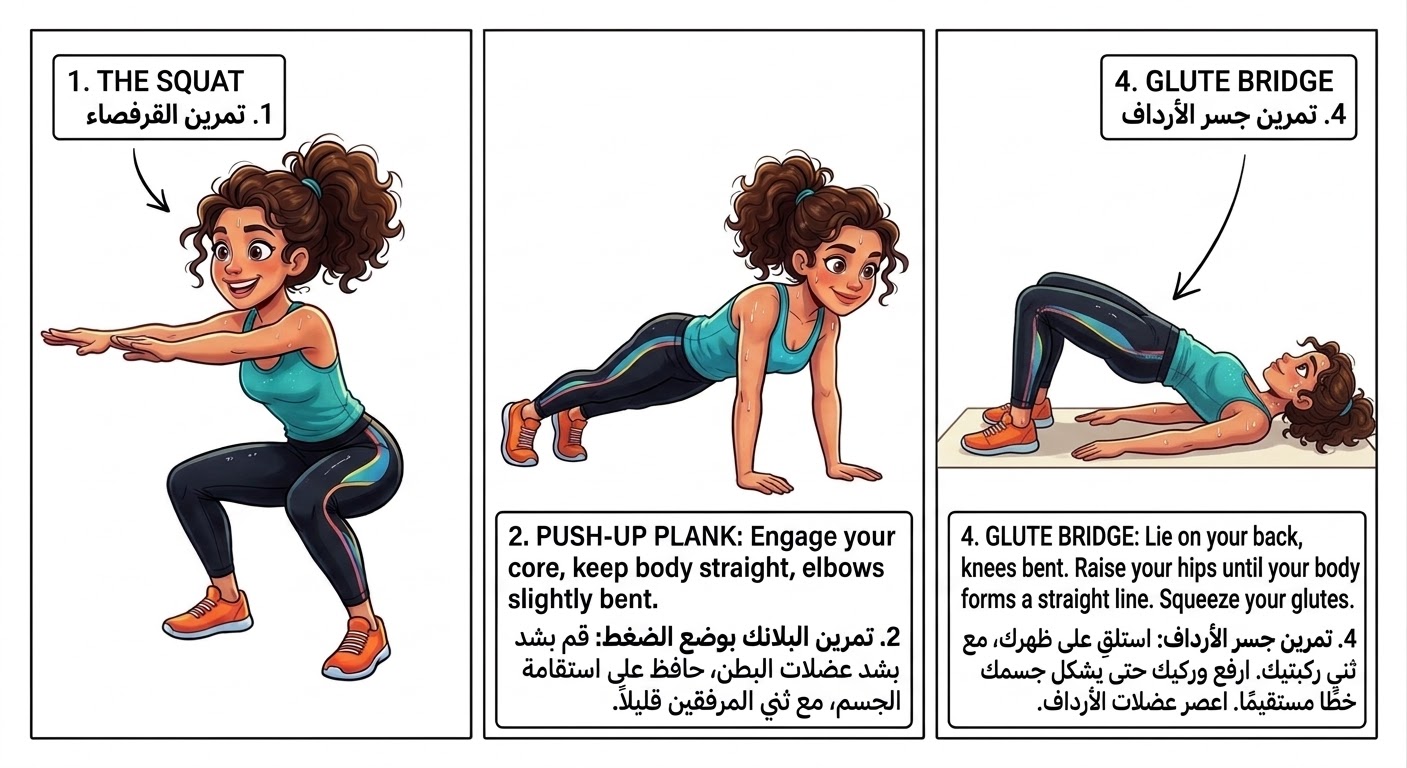 1. THE SQUAT
1. تمرين القرفصاء
2. PUSH-UP PLANK: Engage your
core, keep body straight, elbows
slightly bent.
2. تمرين البلانك بوضع الضغط: قم بشد
بشد عضلات البطن، حافظ على استقامة
الجسم، مع ثني المرفقين قليلاً.
4. GLUTE BRIDGE
4. تمرين جسر الأرداف
4. GLUTE BRIDGE: Lie on your back,
knees bent. Raise your hips until your body
forms a straight line. Squeeze your glutes.
4. تمرين جسر الأرداف: استلقِ على ظهرك، مع
ثني ركبتيك. ارفع وركيك حتى يشكل جسمك
خطًا مستقيمًا. اعصر عضلات الأرداف.